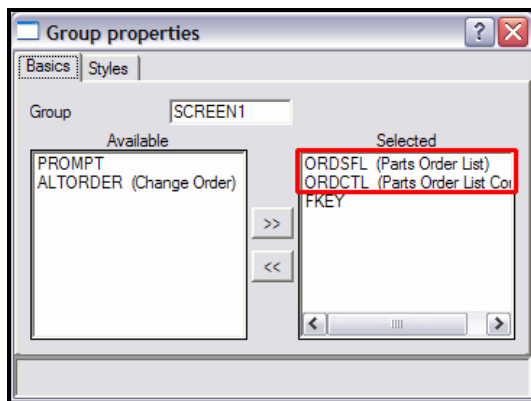 Group properties
Basics Styles
Group SCREEN1
Available Selected
PROMPT
ALTORDER (Change Order)
>>
<<
ORDSFL (Parts Order List)
ORDCTL (Parts Order List Cor
FKEY